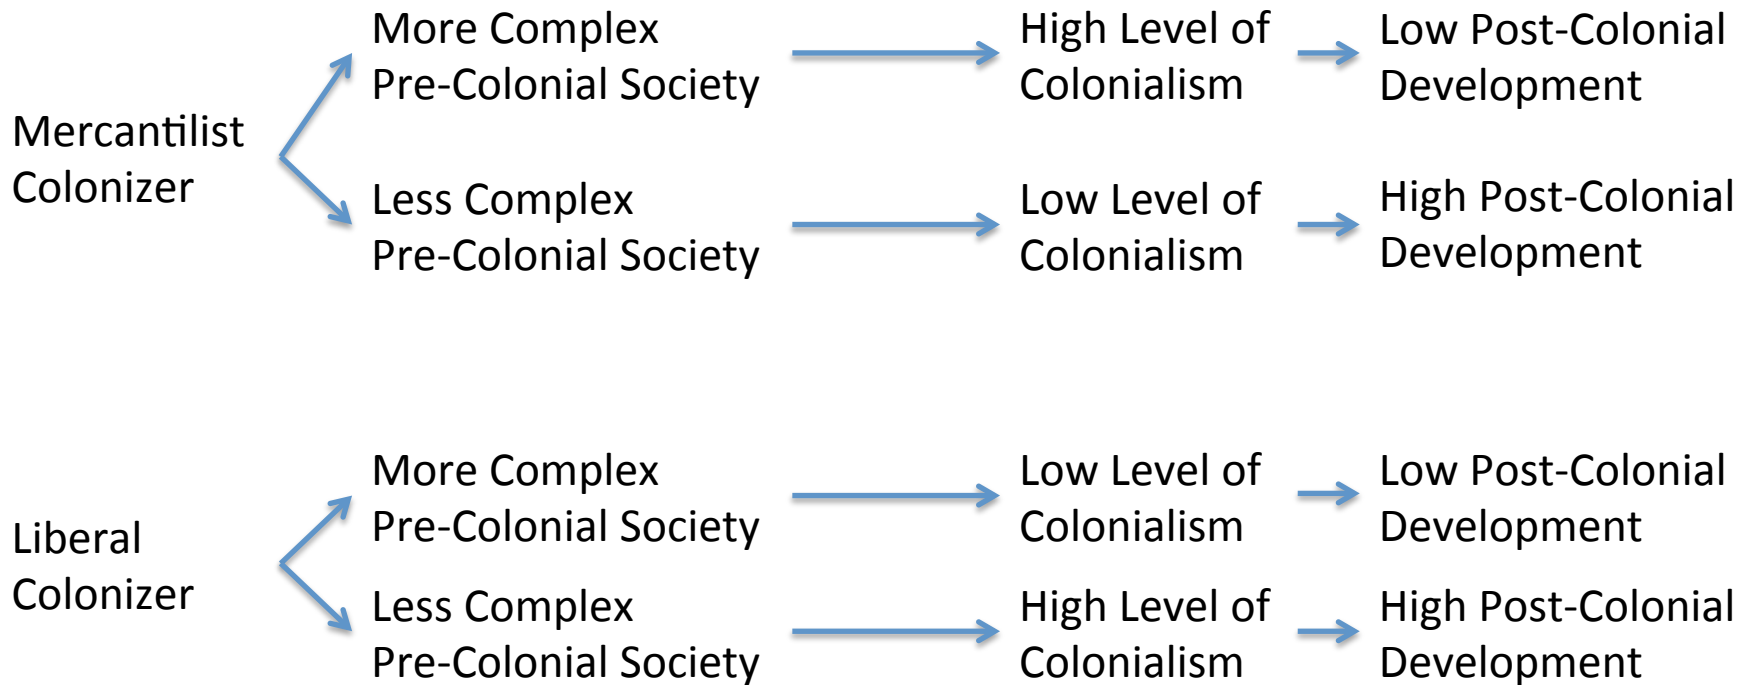 More Complex
Pre-Colonial Society
High Level of
Colonialism
Low Post-Colonial
Development
Mercantilist
Colonizer
Less Complex
Pre-Colonial Society
Low Level of
Colonialism
High Post-Colonial
Development
More Complex
Pre-Colonial Society
Low Level of
Colonialism
Low Post-Colonial
Development
Liberal
Colonizer
Less Complex
Pre-Colonial Society
High Level of
Colonialism
High Post-Colonial
Development